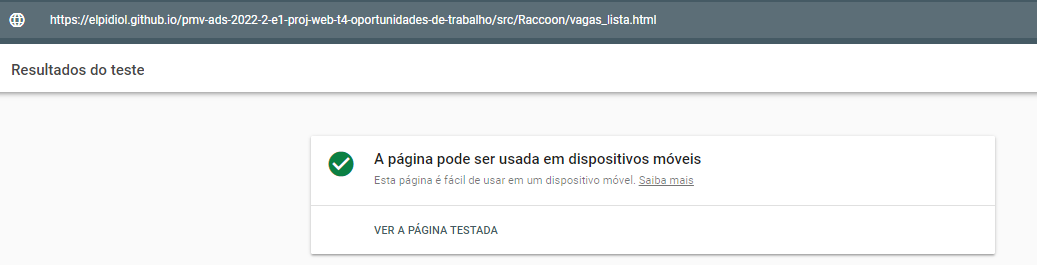 https://elpidiol.github.io/pmv-ads-2022-2-e1-proj-web-t4-oportunidades-de-trabalho/src/Raccoon/vagas_lista.html
Resultados do teste
A página pode ser usada em dispositivos móveis
Esta página é fácil de usar em um dispositivo móvel. Saiba mais
VER A PÁGINA TESTADA